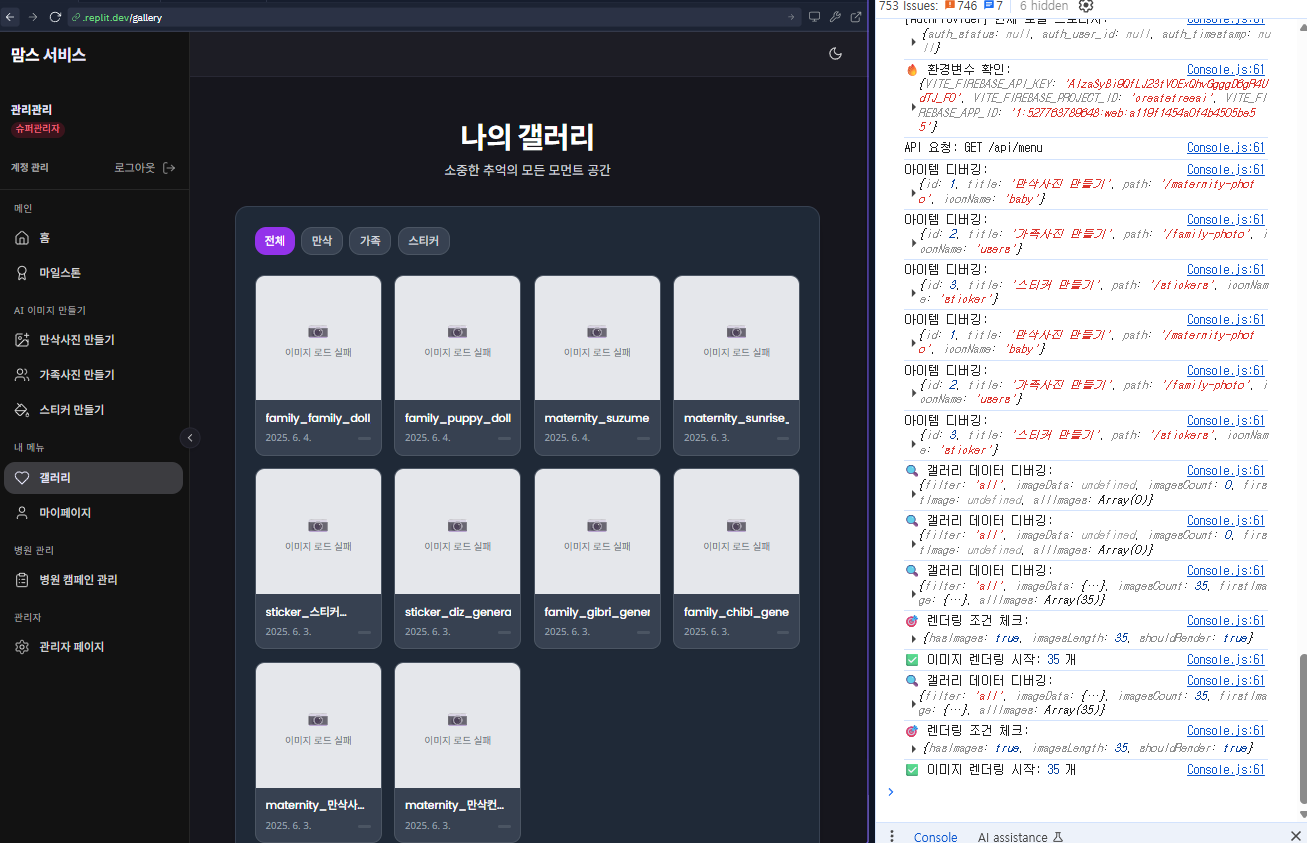 .replit.dev/gallery
맘스 서비스
관리관리
슈퍼관리자
계정 관리
로그아웃
메인
홈
마일스톤
AI 이미지 만들기
만삭사진 만들기
가족사진 만들기
스티커 만들기
내 메뉴
갤러리
마이페이지
병원 관리
병원 캠페인 관리
관리자
관리자 페이지
나의 갤러리
소중한 추억의 모든 모먼트 공간
전체 만삭 가족 스티커
이미지 로드 실패 이미지 로드 실패 이미지 로드 실패 이미지 로드 실패
family_family_doll family_puppy_doll maternity_suzume maternity_sunrise_
2025. 6. 4. 2025. 6. 4. 2025. 6. 4. 2025. 6. 3.
이미지 로드 실패 이미지 로드 실패 이미지 로드 실패 이미지 로드 실패
sticker_스티커... sticker_diz_genera family_gibri_gener family_chibi_gene
2025. 6. 3. 2025. 6. 3. 2025. 6. 3. 2025. 6. 3.
이미지 로드 실패 이미지 로드 실패
maternity_만삭사... maternity_만삭컨...
2025. 6. 3. 2025. 6. 3.
753 Issues: 746 7 6 hidden
Console.js:61
{auth_status: null, auth_user_id: null, auth_timestamp: nu
ll}
🔥 환경변수 확인: Console.js:61
{VITE_FIREBASE_API_KEY:
VITE_FIREBASE_PROJECT_ID: 'createtreeai', VITE_FI
REBASE_APP_ID: '1:527763789648:web:a119f1454a0f4b4505be5
5'}
API 요청: GET /api/menu Console.js:61
아이템 디버깅: Console.js:61
{id: 1, title: '만삭사진 만들기', path: '/maternity-phot
o', iconName: 'baby'}
아이템 디버깅: Console.js:61
{id: 2, title: '가족사진 만들기', path: '/family-photo', i
conName: 'users'}
아이템 디버깅: Console.js:61
{id: 3, title: '스티커 만들기', path: '/stickers', iconNam
e: 'sticker'}
아이템 디버깅: Console.js:61
{id: 1, title: '만삭사진 만들기', path: '/maternity-phot
o', iconName: 'baby'}
아이템 디버깅: Console.js:61
{id: 2, title: '가족사진 만들기', path: '/family-photo', i
conName: 'users'}
아이템 디버깅: Console.js:61
{id: 3, title: '스티커 만들기', path: '/stickers', iconNam
e: 'sticker'}
🔍 갤러리 데이터 디버깅: Console.js:61
{filter: 'all', imageData: undefined, imagesCount: 0, firs
tImage: undefined, allImages: Array(0)}
🔍 갤러리 데이터 디버깅: Console.js:61
{filter: 'all', imageData: undefined, imagesCount: 0, firs
tImage: undefined, allImages: Array(0)}
🔍 갤러리 데이터 디버깅: Console.js:61
{filter: 'all', imageData: {…}, imagesCount: 35, firstIma
ge: {…}, allImages: Array(35)}
🎯 렌더링 조건 체크: Console.js:61
{hasImages: true, imagesLength: 35, shouldRender: true}
✅ 이미지 렌더링 시작: 35 개 Console.js:61
🔍 갤러리 데이터 디버깅: Console.js:61
{filter: 'all', imageData: {…}, imagesCount: 35, firstIma
ge: {…}, allImages: Array(35)}
🎯 렌더링 조건 체크: Console.js:61
{hasImages: true, imagesLength: 35, shouldRender: true}
✅ 이미지 렌더링 시작: 35 개 Console.js:61
Console AI assistance